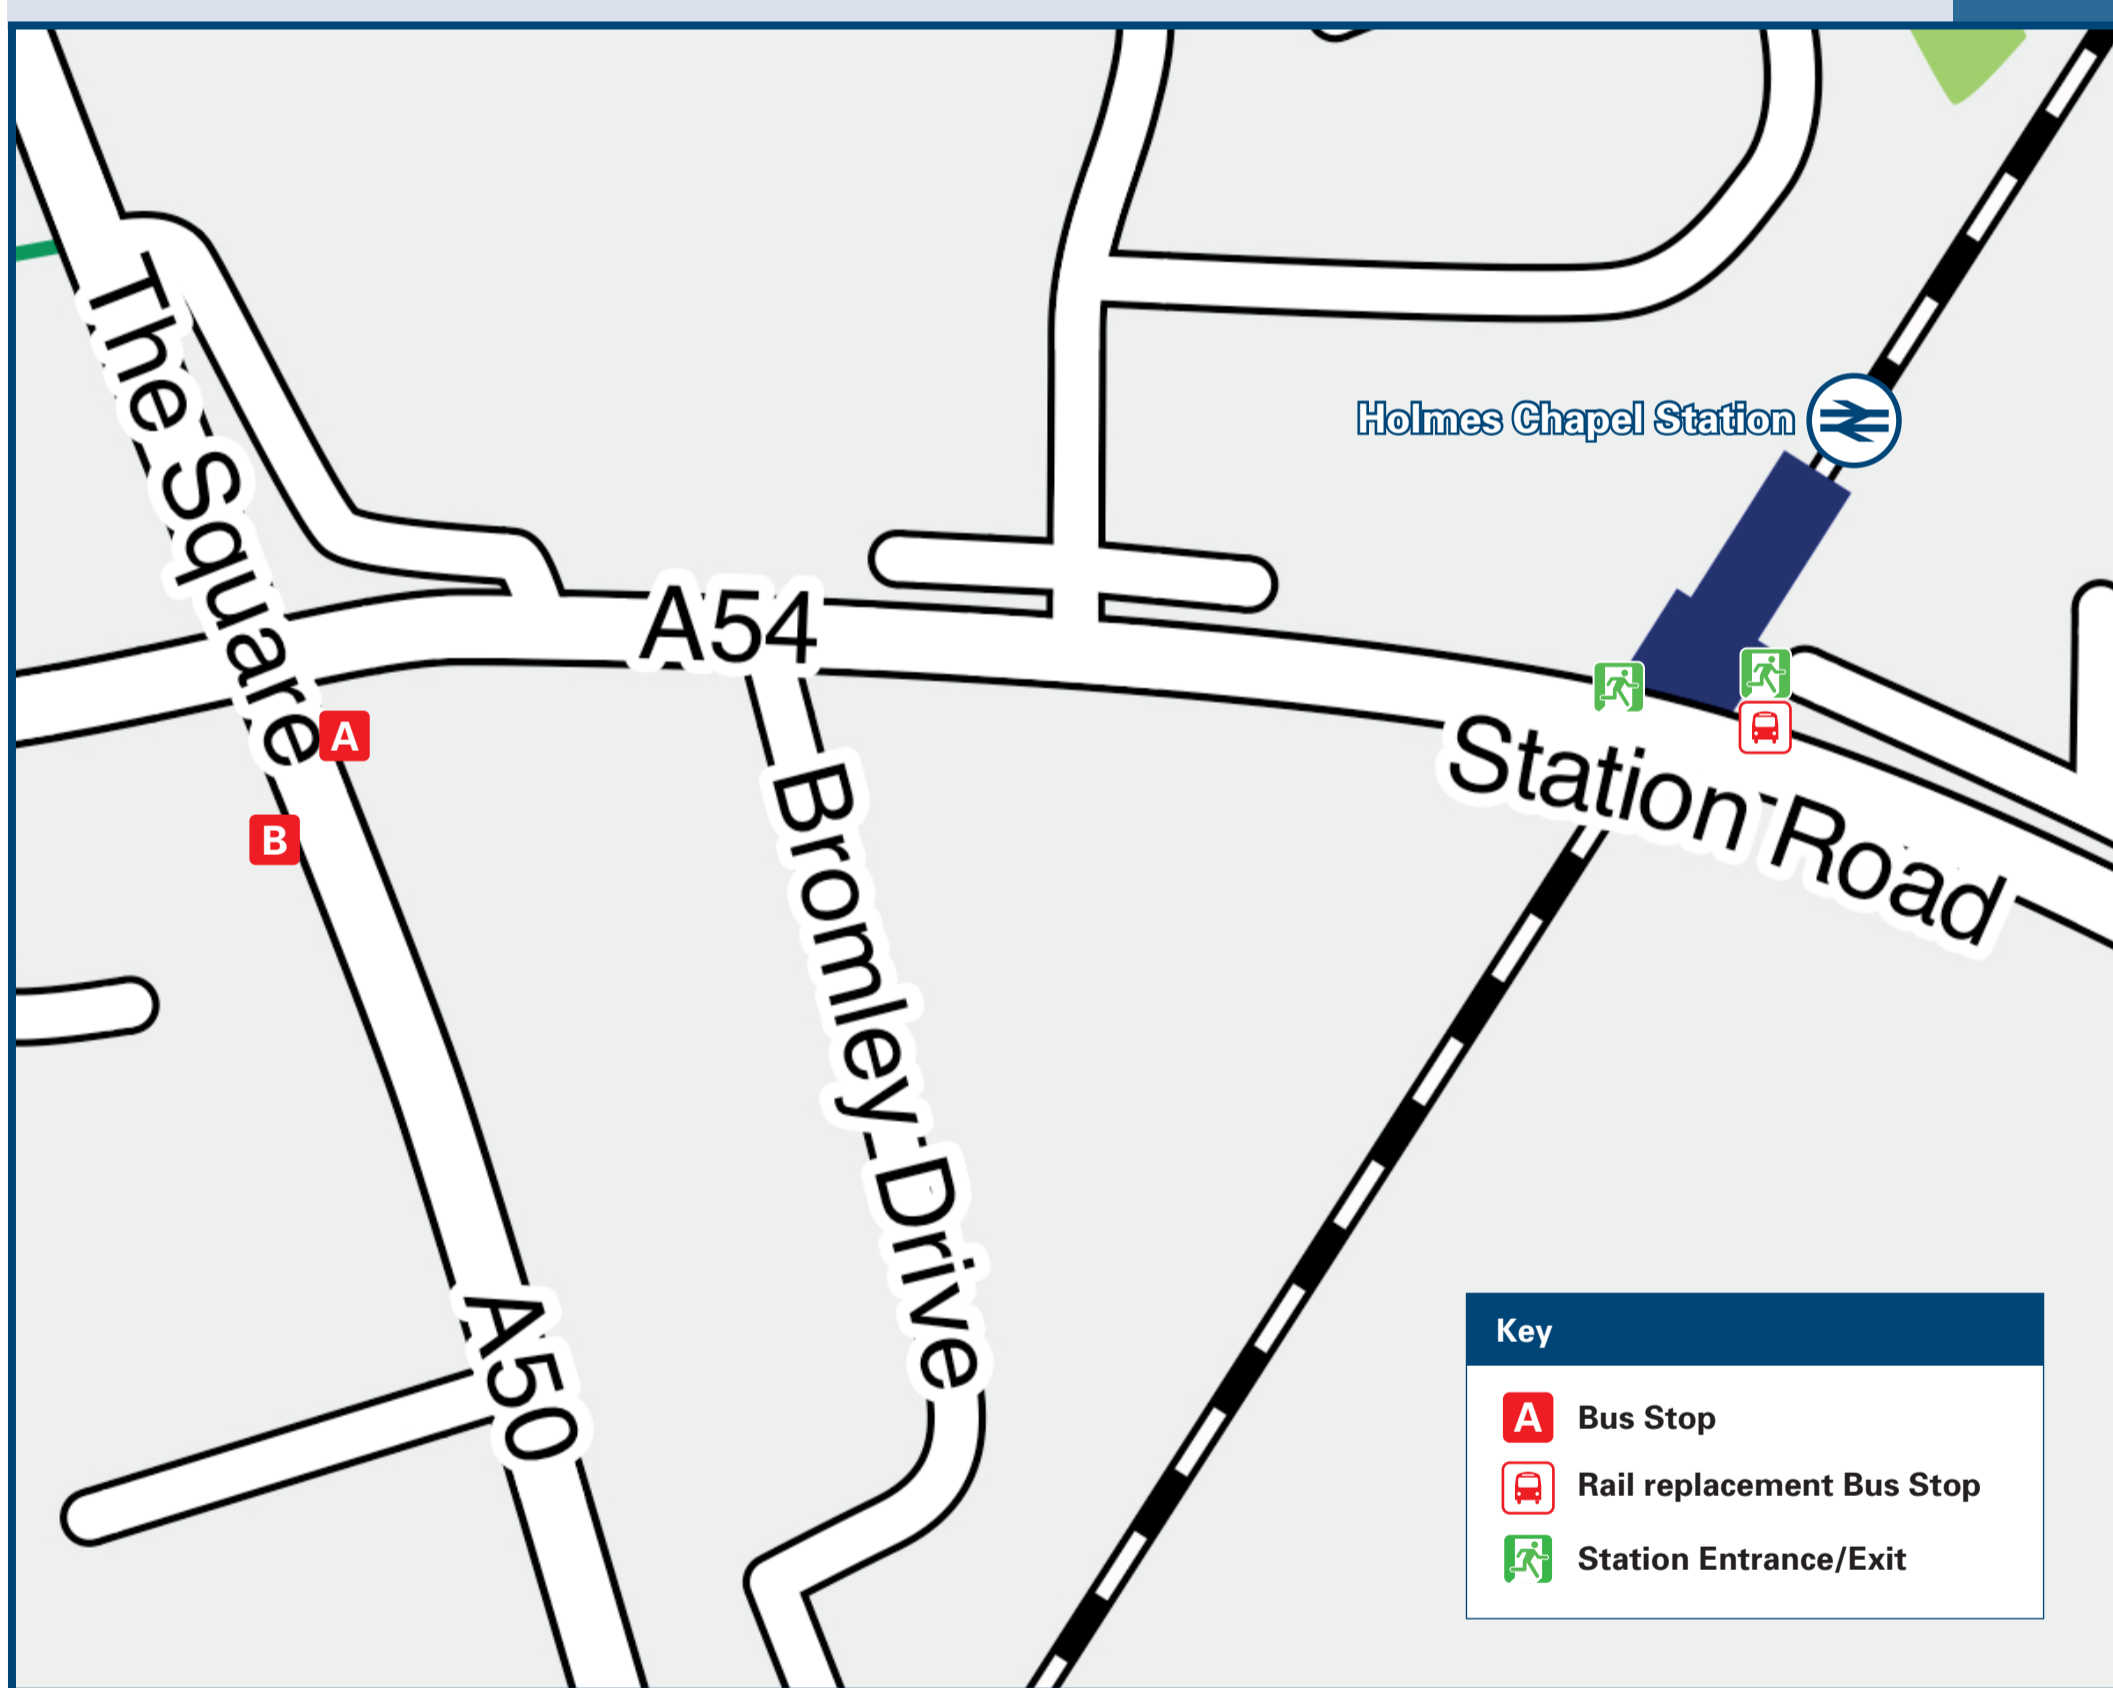 Holmes Chapel Station
The Square
A54
A
Station Road
B
Bromley Drive
A50
Key
A Bus Stop
Rail replacement Bus Stop
Station Entrance/Exit